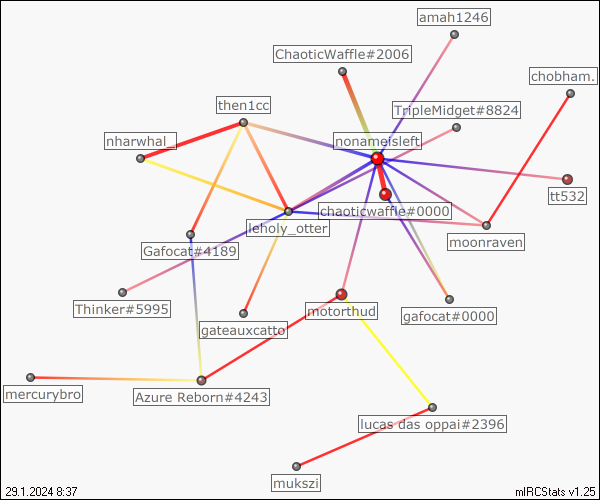 amah1246
ChaoticWaffle#2006
chobham.
then1cc
TripleMidget#8824
nharwhal_
nonameisleft
tt532
chaoticwaffle#0000
leholy_otter
moonraven
Gafocat#4189
Thinker#5995
motorthud
gafocat#0000
gateauxcatto
mercurybro
Azure Reborn#4243
lucas das oppai#2396
mukszi
29.1.2024 8:37
mIRCStats v1.25